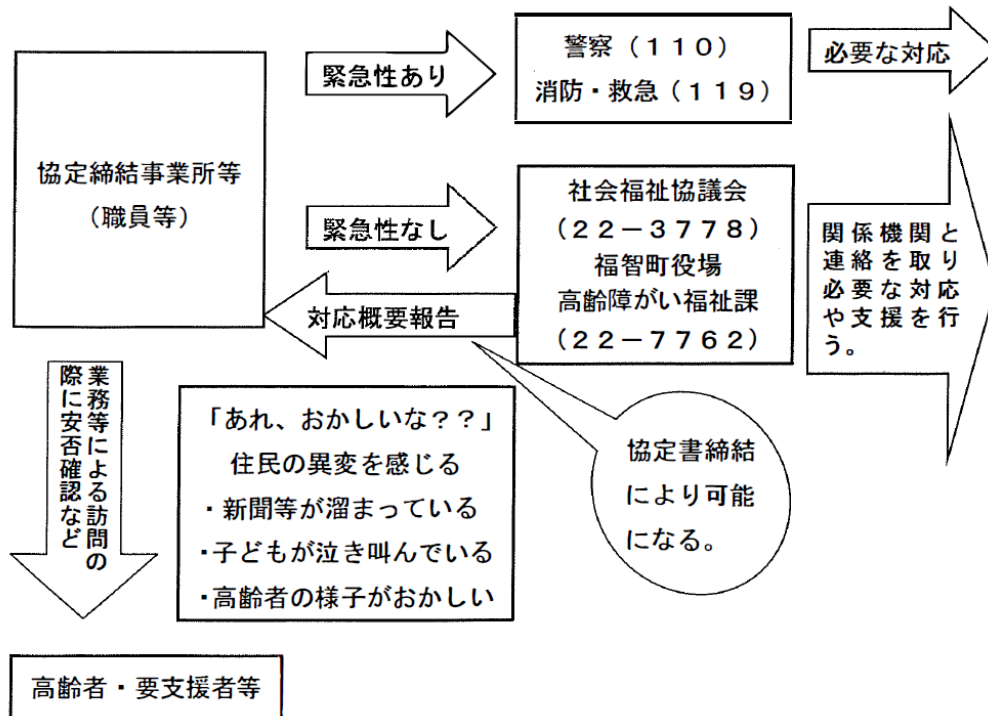 協定締結事業所等
（職員等）
緊急性あり
警察（１１０）
消防・救急（１１９）
必要な対応
緊急性なし
社会福祉協議会
（２２－３７７８）
福智町役場
高齢障がい福祉課
（２２－７７６２）
関係機関と
連絡を取り
必要な対応
や支援を行
う。
対応概要報告
協定書締結
により可能
になる。
業務等による訪問の
際に安否確認など
「あれ、おかしいな？？」
住民の異変を感じる
・新聞等が溜まっている
・子どもが泣き叫んでいる
・高齢者の様子がおかしい
高齢者・要支援者等